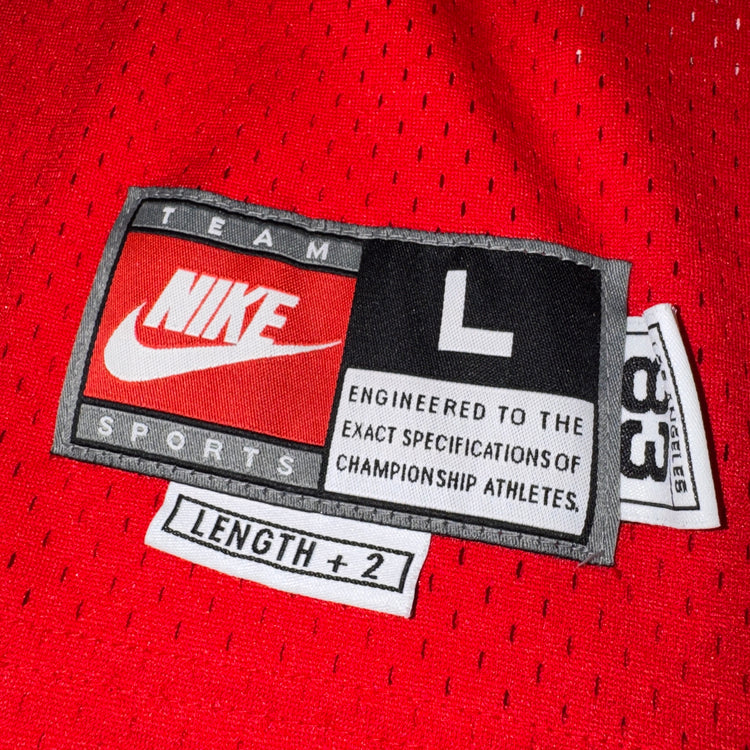 TEAM
NIKE
SPORTS
L
ENGINEERED TO THE
EXACT SPECIFICATIONS OF
CHAMPIONSHIP ATHLETES.
LENGTH + 2
83